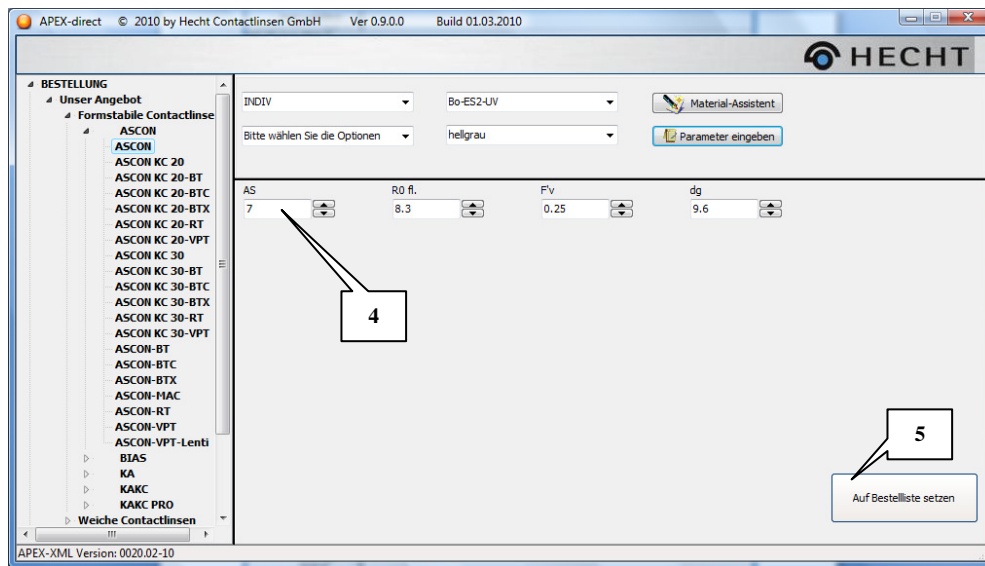 APEX-direct © 2010 by Hecht Contactlinsen GmbH Ver 0.9.0.0 Build 01.03.2010
HECHT
BESTELLUNG
Unser Angebot
Formstabile Contactlinse
ASCON
ASCON
ASCON KC 20
ASCON KC 20-BT
ASCON KC 20-BTC
ASCON KC 20-BTX
ASCON KC 20-RT
ASCON KC 20-VPT
ASCON KC 30
ASCON KC 30-BT
ASCON KC 30-BTC
ASCON KC 30-BTX
ASCON KC 30-RT
ASCON KC 30-VPT
ASCON-BT
ASCON-BTC
ASCON-BTX
ASCON-MAC
ASCON-RT
ASCON-VPT
ASCON-VPT-Lenti
BIAS
KA
KAKC
KAKC PRO
Weiche Contactlinsen
INDIV Bo-ES2-UV Material-Assistent
Bitte wählen Sie die Optionen hellgrau Parameter eingeben
AS R0 fl. F'v dg
7 8.3 0.25 9.6
4
5
Auf Bestellliste setzen
APEX-XML Version: 0020.02-10